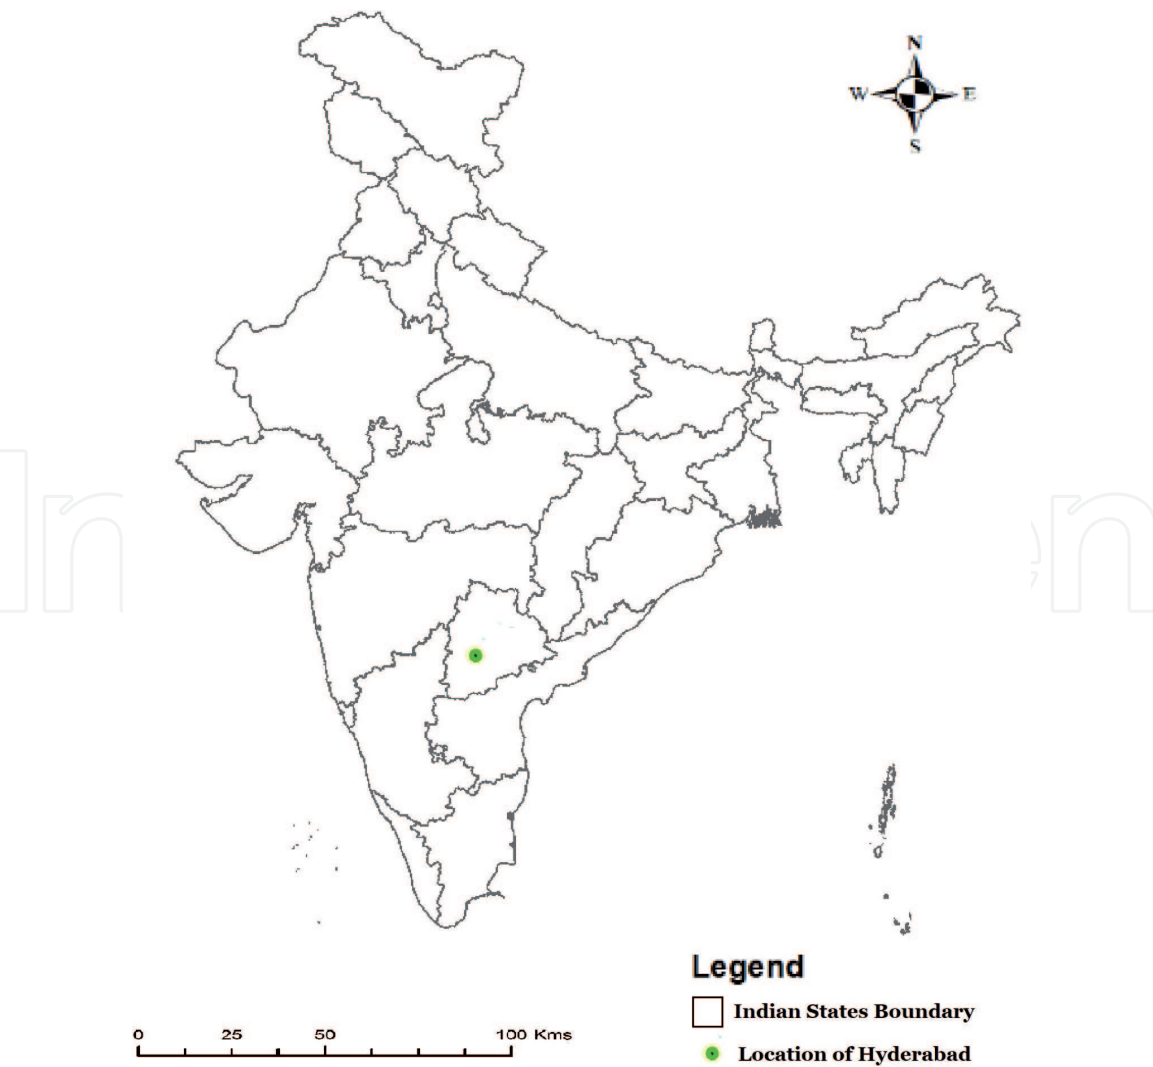 N
W E
S
Legend
Indian States Boundary
0 25 50 100 Kms
Location of Hyderabad